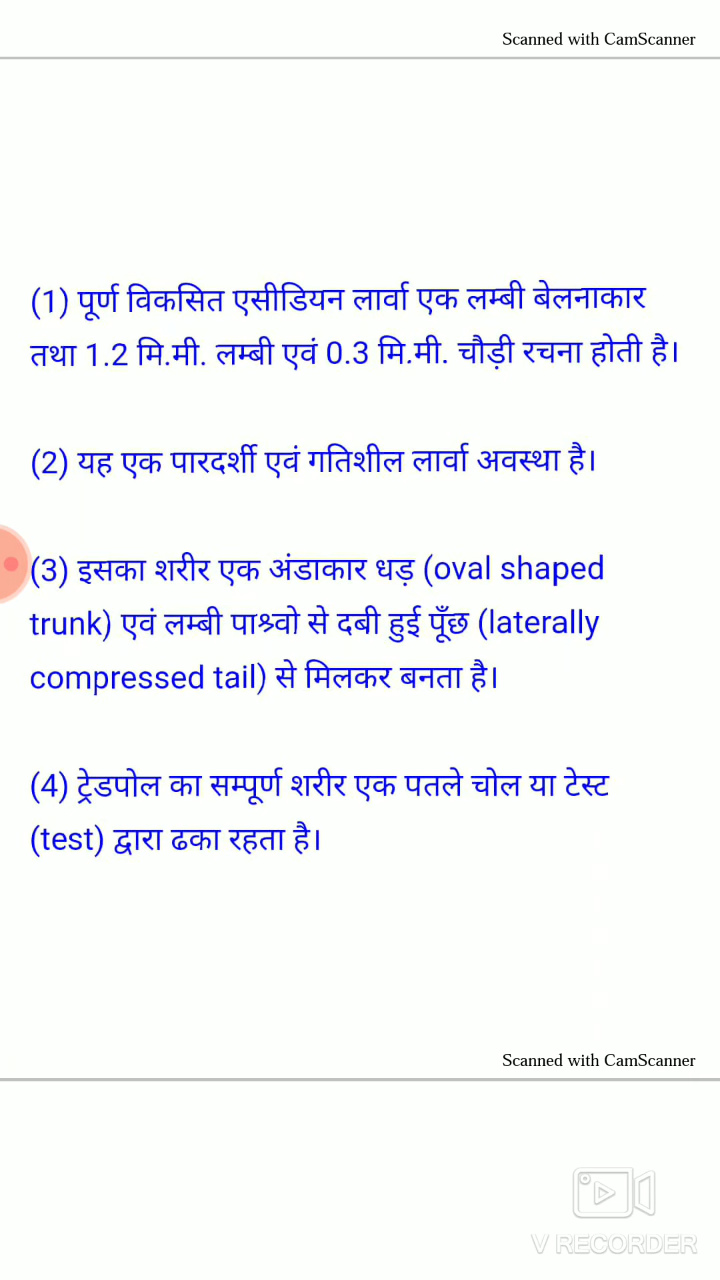 Scanned with CamScanner
(1) पूर्ण विकसित एसीडियन लार्वा एक लम्बी बेलनाकार
तथा 1.2 मि.मी. लम्बी एवं 0.3 मि.मी. चौड़ी रचना होती है।
(2) यह एक पारदर्शी एवं गतिशील लार्वा अवस्था है।
(3) इसका शरीर एक अंडाकार धड़ (oval shaped
trunk) एवं लम्बी पाश्र्वो से दबी हुई पूँछ (laterally
compressed tail) से मिलकर बनता है।
(4) ट्रेडपोल का सम्पूर्ण शरीर एक पतले चोल या टेस्ट
(test) द्वारा ढका रहता है।
Scanned with CamScanner
V RECORDER